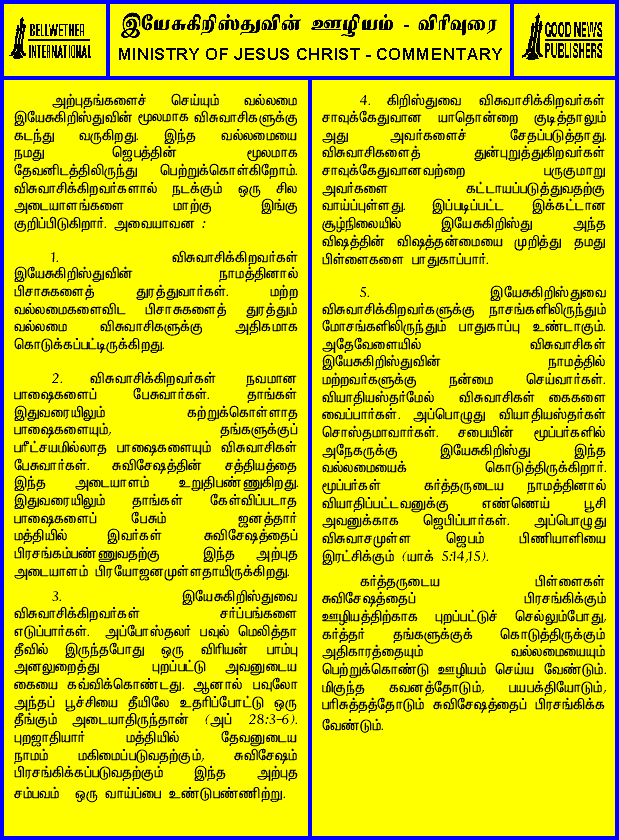 BELLWETHER
INTERNATIONAL
இயேசுகிறிஸ்துவின் ஊழியம் - விரிவுரை
MINISTRY OF JESUS CHRIST - COMMENTARY
GOOD NEWS
PUBLISHERS
அற்புதங்களைச் செய்யும் வல்லமை
இயேசுகிறிஸ்துவின் மூலமாக விசுவாசிகளுக்கு
கடந்து வருகிறது. இந்த வல்லமையை
நமது ஜெபத்தின் மூலமாக
தேவனிடத்திலிருந்து பெற்றுக்கொள்கிறோம்.
விசுவாசிக்கிறவர்களால் நடக்கும் ஒரு சில
அடையாளங்களை மாற்கு இங்கு
குறிப்பிடுகிறார். அவையாவன :
1. விசுவாசிக்கிறவர்கள்
இயேசுகிறிஸ்துவின் நாமத்தினால்
பிசாசுகளைத் துரத்துவார்கள். மற்ற
வல்லமைகளைவிட பிசாசுகளைத் துரத்தும்
வல்லமை விசுவாசிகளுக்கு அதிகமாக
கொடுக்கப்பட்டிருக்கிறது.
2. விசுவாசிக்கிறவர்கள் நவமான
பாஷைகளைப் பேசுவார்கள். தாங்கள்
இதுவரையிலும் கற்றுக்கொள்ளாத
பாஷைகளையும், தங்களுக்குப்
பரீட்சயமில்லாத பாஷைகளையும் விசுவாசிகள்
பேசுவார்கள். சுவிசேஷத்தின் சத்தியத்தை
இந்த அடையாளம் உறுதிபண்ணுகிறது.
இதுவரையிலும் தாங்கள் கேள்விப்படாத
பாஷைகளைப் பேசும் ஜனத்தார்
மத்தியில் இவர்கள் சுவிசேஷத்தைப்
பிரசங்கம்பண்ணுவதற்கு இந்த அற்புத
அடையாளம் பிரயோஜனமுள்ளதாயிருக்கிறது.
3. இயேசுகிறிஸ்துவை
விசுவாசிக்கிறவர்கள் சர்ப்பங்களை
எடுப்பார்கள். அப்போஸ்தலர் பவுல் மெலித்தா
தீவில் இருந்தபோது ஒரு விரியன் பாம்பு
அனலுறைத்து புறப்பட்டு அவனுடைய
கையை கவ்விக்கொண்டது. ஆனால் பவுலோ
அந்தப் பூச்சியை தீயிலே உதறிப்போட்டு ஒரு
தீங்கும் அடையாதிருந்தான் (அப் 28:3-6).
புறஜாதியார் மத்தியில் தேவனுடைய
நாமம் மகிமைப்படுவதற்கும், சுவிசேஷம்
பிரசங்கிக்கப்படுவதற்கும் இந்த அற்புத
சம்பவம் ஒரு வாய்ப்பை உண்டுபண்ணிற்று.
4. கிறிஸ்துவை விசுவாசிக்கிறவர்கள்
சாவுக்கேதுவான யாதொன்றை குடித்தாலும்
அது அவர்களைச் சேதப்படுத்தாது.
விசுவாசிகளைத் துன்புறுத்துகிறவர்கள்
சாவுக்கேதுவானவற்றை பருகுமாறு
அவர்களை கட்டாயப்படுத்துவதற்கு
வாய்ப்புள்ளது. இப்படிப்பட்ட இக்கட்டான
சூழ்நிலையில் இயேசுகிறிஸ்து அந்த
விஷத்தின் விஷத்தன்மையை முறித்து தமது
பிள்ளைகளை பாதுகாப்பார்.
5. இயேசுகிறிஸ்துவை
விசுவாசிக்கிறவர்களுக்கு நாசங்களிலிருந்தும்
மோசங்களிலிருந்தும் பாதுகாப்பு உண்டாகும்.
அதேவேளையில் விசுவாசிகள்
இயேசுகிறிஸ்துவின் நாமத்தில்
மற்றவர்களுக்கு நன்மை செய்வார்கள்.
வியாதியஸ்தர்மேல் விசுவாசிகள் கைகளை
வைப்பார்கள். அப்பொழுது வியாதியஸ்தர்கள்
சொஸ்தமாவார்கள். சபையின் மூப்பர்களில்
அநேகருக்கு இயேசுகிறிஸ்து இந்த
வல்லமையைக் கொடுத்திருக்கிறார்.
மூப்பர்கள் கர்த்தருடைய நாமத்தினால்
வியாதிப்பட்டவனுக்கு எண்ணெய் பூசி
அவனுக்காக ஜெபிப்பார்கள். அப்பொழுது
விசுவாசமுள்ள ஜெபம் பிணியாளியை
இரட்சிக்கும் (யாக் 5:14,15).
கர்த்தருடைய பிள்ளைகள்
சுவிசேஷத்தைப் பிரசங்கிக்கும்
ஊழியத்திற்காக புறப்பட்டுச் செல்லும்போது,
கர்த்தர் தங்களுக்குக் கொடுத்திருக்கும்
அதிகாரத்தையும் வல்லமையையும்
பெற்றுக்கொண்டு ஊழியம் செய்ய வேண்டும்.
மிகுந்த கவனத்தோடும், பயபக்தியோடும்,
பரிசுத்தத்தோடும் சுவிசேஷத்தைப் பிரசங்கிக்க
வேண்டும்.